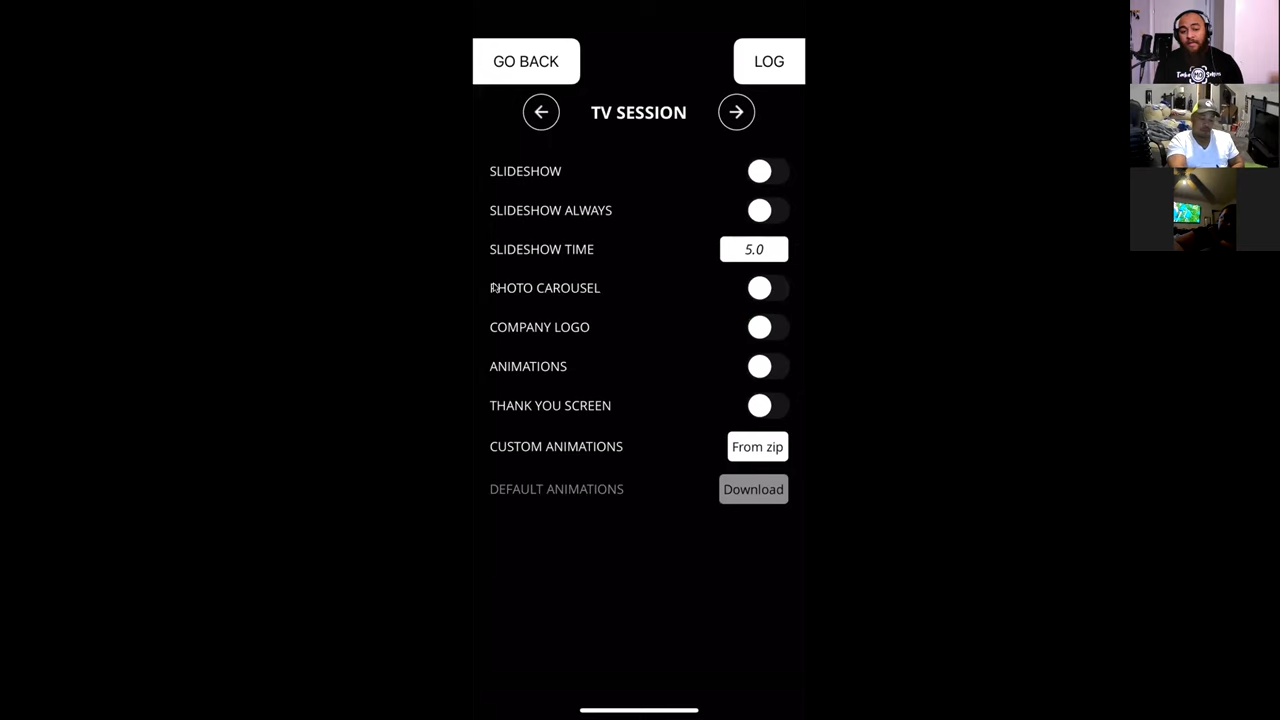 GO BACK
LOG
TV SESSION
SLIDESHOW
SLIDESHOW ALWAYS
SLIDESHOW TIME 5.0
PHOTO CAROUSEL
COMPANY LOGO
ANIMATIONS
THANK YOU SCREEN
CUSTOM ANIMATIONS From zip
DEFAULT ANIMATIONS Download